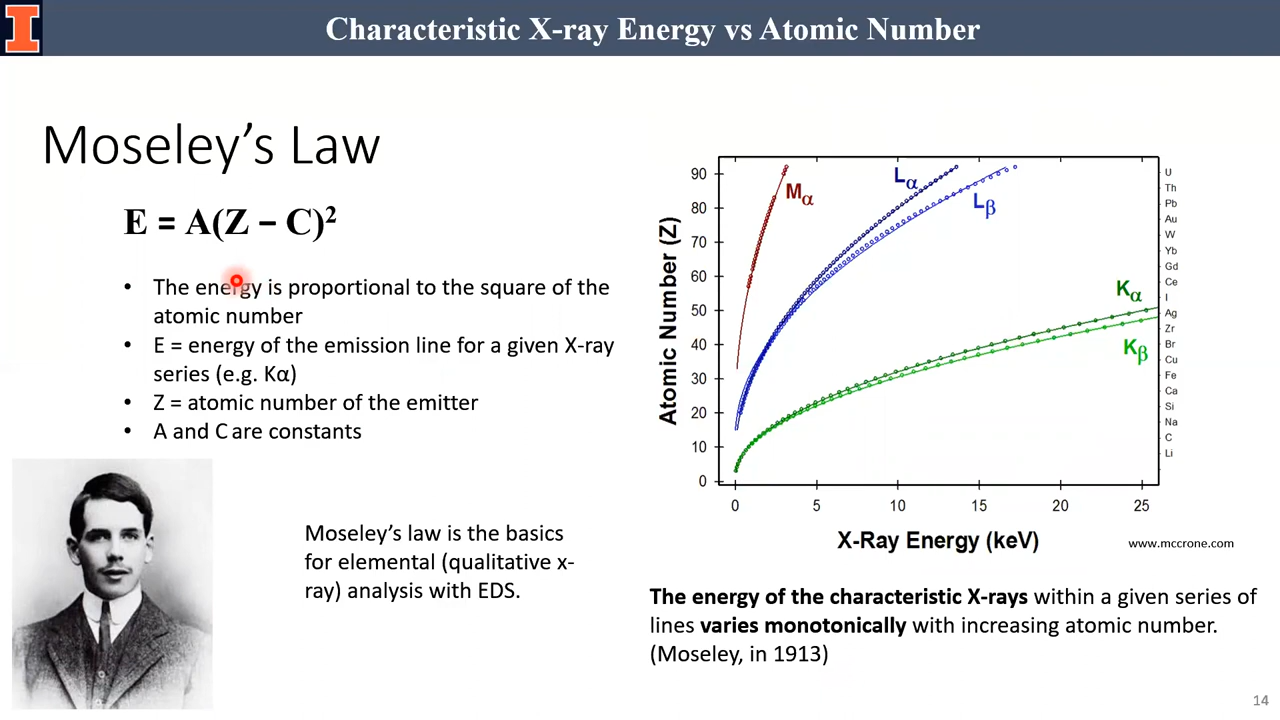 Characteristic X-ray Energy vs Atomic Number
Moseley's Law
E = A(Z – C)²
• The energy is proportional to the square of the
atomic number
• E = energy of the emission line for a given X-ray
series (e.g. Kα)
• Z = atomic number of the emitter
• A and C are constants
Moseley's law is the basics
for elemental (qualitative x-
ray) analysis with EDS.
Atomic Number (Z)
90
80
70
60
50
40
30
20
10
0
Mα
Lα
Lβ
Kα
Kβ
U
Th
Pb
Au
W
Yb
Gd
Ce
I
Ag
Zr
Br
Cu
Fe
Ca
Si
Na
C
Li
0 5 10 15 20 25
X-Ray Energy (keV)
www.mccrone.com
The energy of the characteristic X-rays within a given series of
lines varies monotonically with increasing atomic number.
(Moseley, in 1913)
14